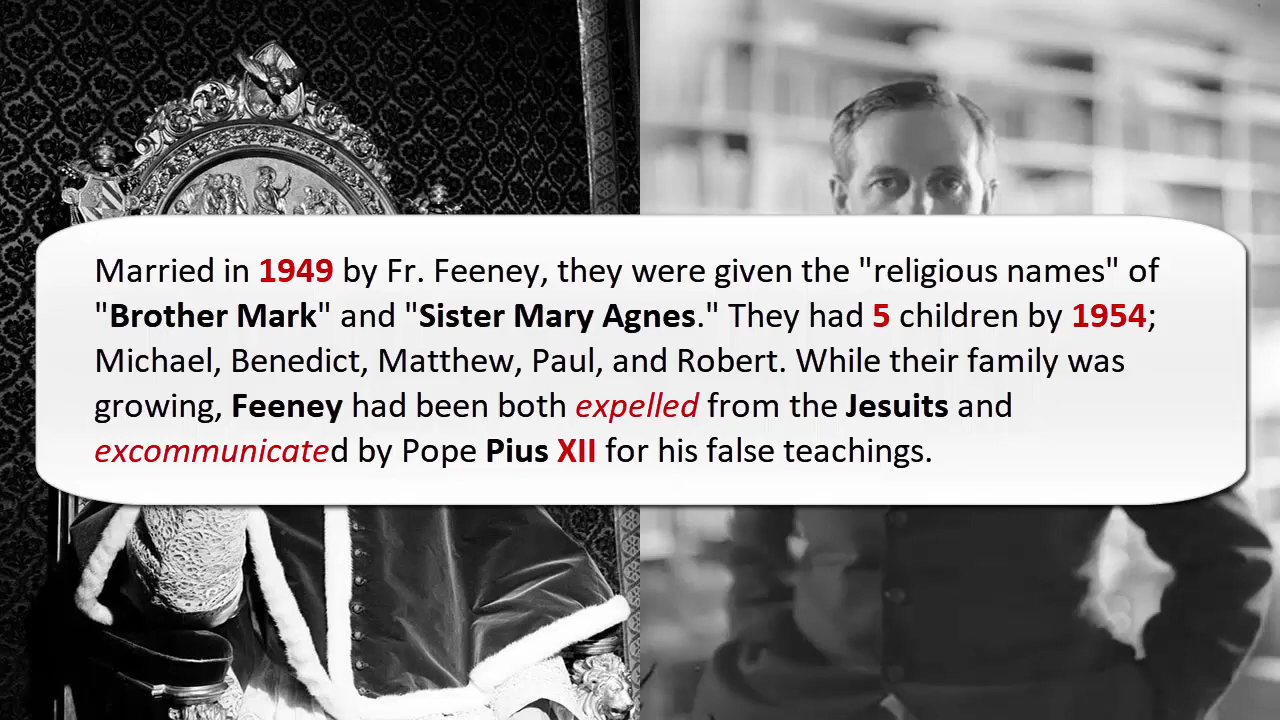 Married in 1949 by Fr. Feeney, they were given the "religious names" of
"Brother Mark" and "Sister Mary Agnes." They had 5 children by 1954;
Michael, Benedict, Matthew, Paul, and Robert. While their family was
growing, Feeney had been both expelled from the Jesuits and
excommunicated by Pope Pius XII for his false teachings.